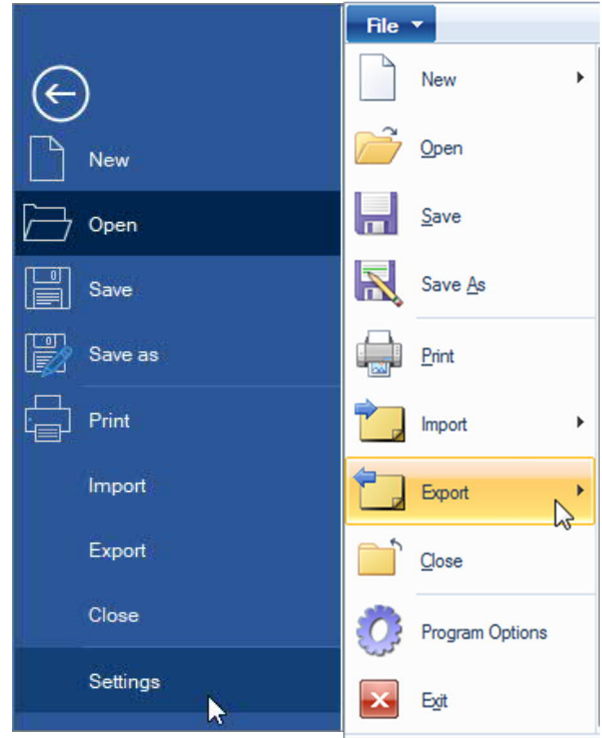 New
Open
Save
Save as
Print
Import
Export
Close
Settings
File
New
Open
Save
Save As
Print
Import
Export
Close
Program Options
Exit